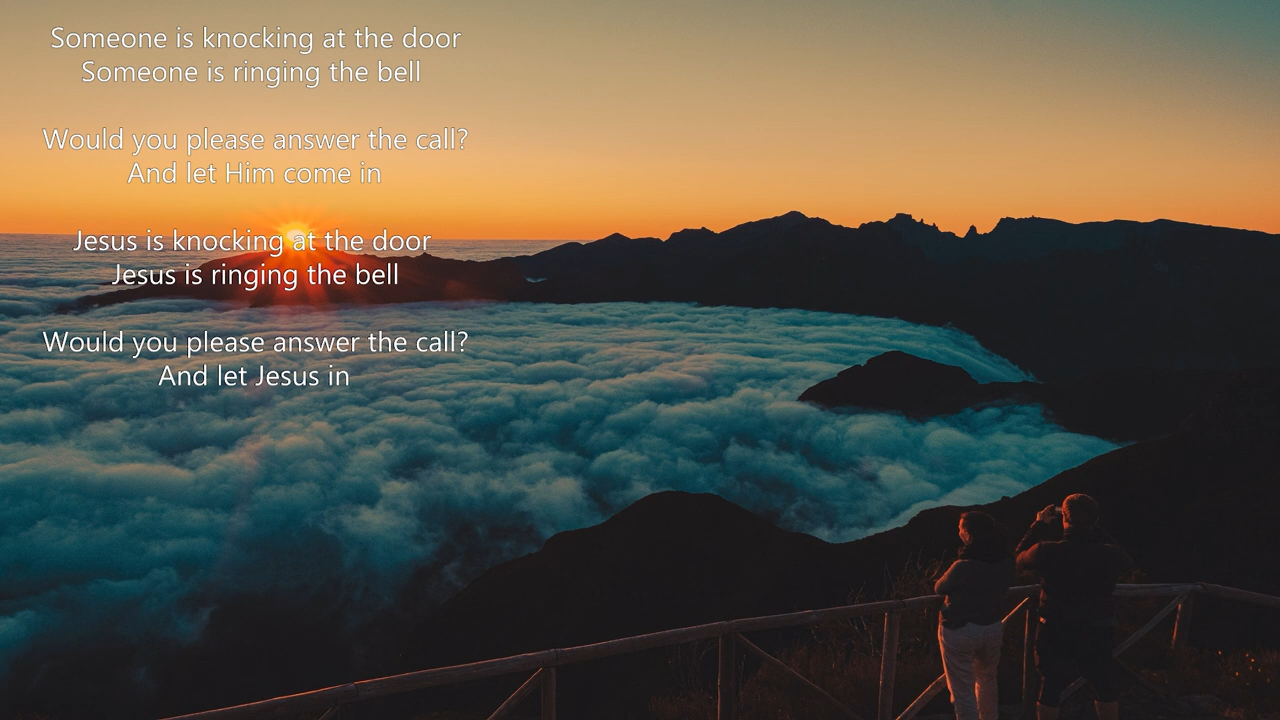 Someone is knocking at the door
Someone is ringing the bell
Would you please answer the call?
And let Him come in
Jesus is knocking at the door
Jesus is ringing the bell
Would you please answer the call?
And let Jesus in